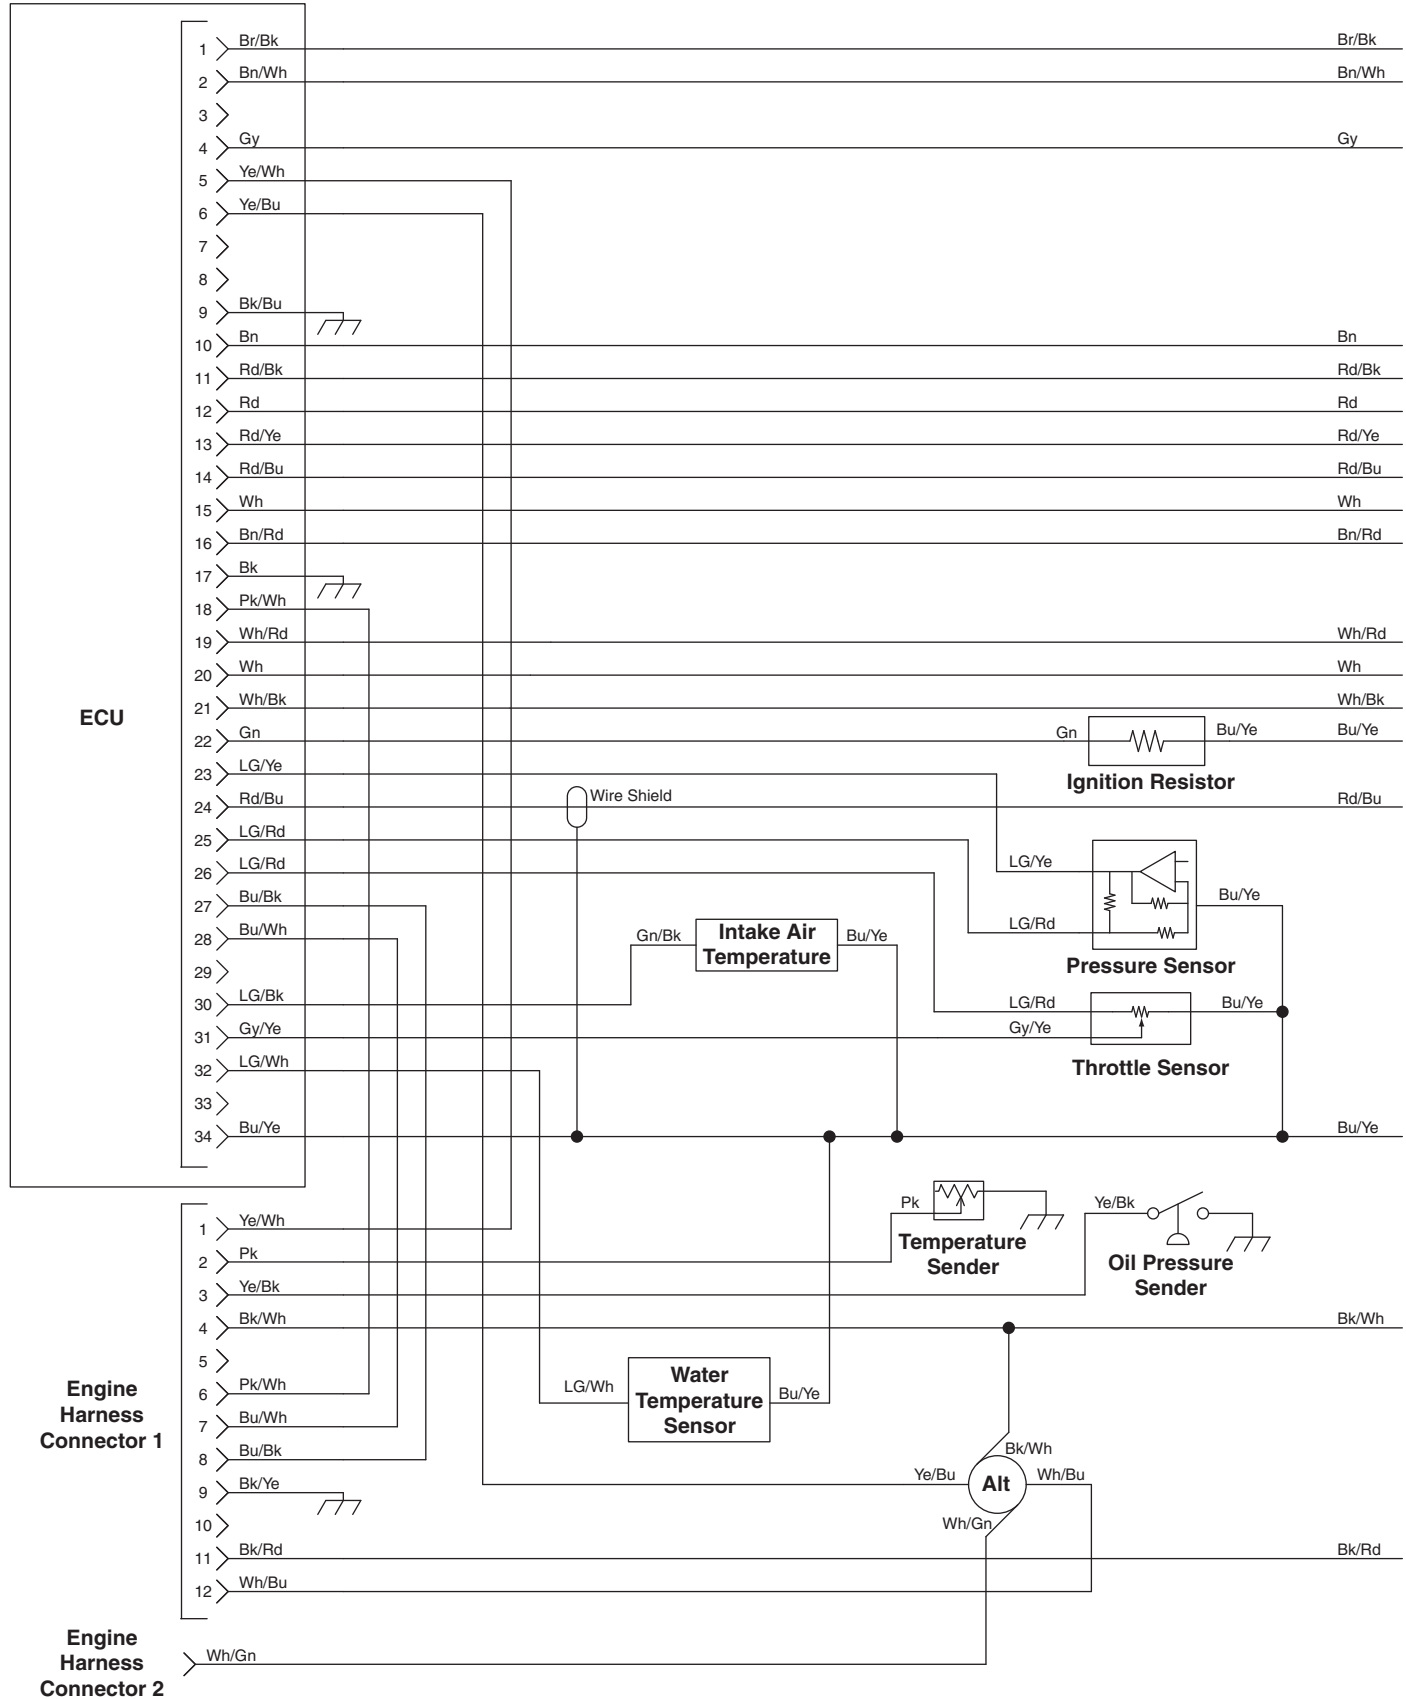 1 Br/Bk Br/Bk
2 Bn/Wh Bn/Wh
3
4 Gy Gy
5 Ye/Wh
6 Ye/Bu
7
8
9 Bk/Bu
10 Bn Bn
11 Rd/Bk Rd/Bk
12 Rd Rd
13 Rd/Ye Rd/Ye
14 Rd/Bu Rd/Bu
15 Wh Wh
16 Bn/Rd Bn/Rd
17 Bk
18 Pk/Wh
19 Wh/Rd Wh/Rd
20 Wh Wh
ECU
21 Wh/Bk Wh/Bk
22 Gn Gn Bu/Ye Bu/Ye
Ignition Resistor
23 LG/Ye
24 Rd/Bu Wire Shield Rd/Bu
25 LG/Rd
26 LG/Rd LG/Ye
27 Bu/Bk Bu/Ye
28 Bu/Wh Gn/Bk
Intake Air
Temperature
Bu/Ye LG/Rd
Pressure Sensor
29
30 LG/Bk LG/Rd Bu/Ye
31 Gy/Ye Gy/Ye
Throttle Sensor
32 LG/Wh
33
34 Bu/Ye Bu/Ye
1 Ye/Wh
Pk
Temperature
Sender
Ye/Bk
Oil Pressure
Sender
2 Pk
3 Ye/Bk
4 Bk/Wh Bk/Wh
5
Engine
Harness
Connector 1
6 Pk/Wh
LG/Wh
Water
Temperature
Sensor
Bu/Ye
7 Bu/Wh
8 Bu/Bk
Bk/Wh
Ye/Bu Alt Wh/Bu
9 Bk/Ye
Wh/Gn
10
11 Bk/Rd Bk/Rd
12 Wh/Bu
Engine
Harness
Connector 2
Wh/Gn